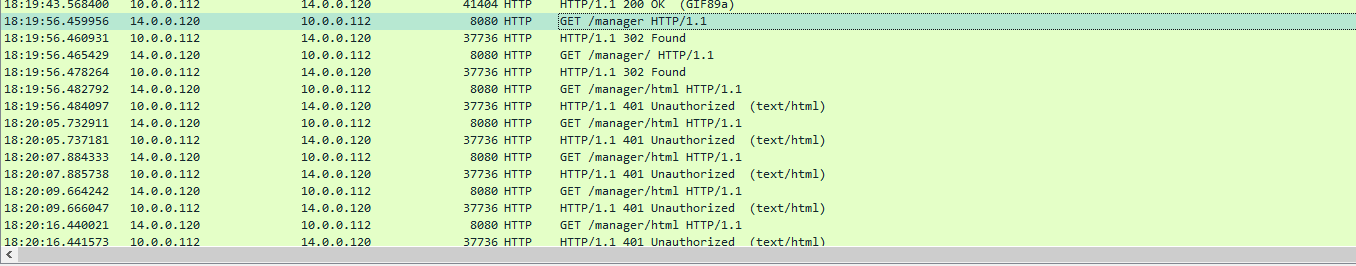 18:19:43.568400 10.0.0.112 14.0.0.120 41404 HTTP HTTP/1.1 200 OK (GIF89a)
18:19:56.459956 14.0.0.120 10.0.0.112 8080 HTTP GET /manager HTTP/1.1
18:19:56.460931 10.0.0.112 14.0.0.120 37736 HTTP HTTP/1.1 302 Found
18:19:56.465429 14.0.0.120 10.0.0.112 8080 HTTP GET /manager/ HTTP/1.1
18:19:56.478264 10.0.0.112 14.0.0.120 37736 HTTP HTTP/1.1 302 Found
18:19:56.482792 14.0.0.120 10.0.0.112 8080 HTTP GET /manager/html HTTP/1.1
18:19:56.484097 10.0.0.112 14.0.0.120 37736 HTTP HTTP/1.1 401 Unauthorized (text/html)
18:20:05.732911 14.0.0.120 10.0.0.112 8080 HTTP GET /manager/html HTTP/1.1
18:20:05.737181 10.0.0.112 14.0.0.120 37736 HTTP HTTP/1.1 401 Unauthorized (text/html)
18:20:07.884333 14.0.0.120 10.0.0.112 8080 HTTP GET /manager/html HTTP/1.1
18:20:07.885738 10.0.0.112 14.0.0.120 37736 HTTP HTTP/1.1 401 Unauthorized (text/html)
18:20:09.664242 14.0.0.120 10.0.0.112 8080 HTTP GET /manager/html HTTP/1.1
18:20:09.666047 10.0.0.112 14.0.0.120 37736 HTTP HTTP/1.1 401 Unauthorized (text/html)
18:20:16.440021 14.0.0.120 10.0.0.112 8080 HTTP GET /manager/html HTTP/1.1
18:20:16.441573 10.0.0.112 14.0.0.120 37736 HTTP HTTP/1.1 401 Unauthorized (text/html)